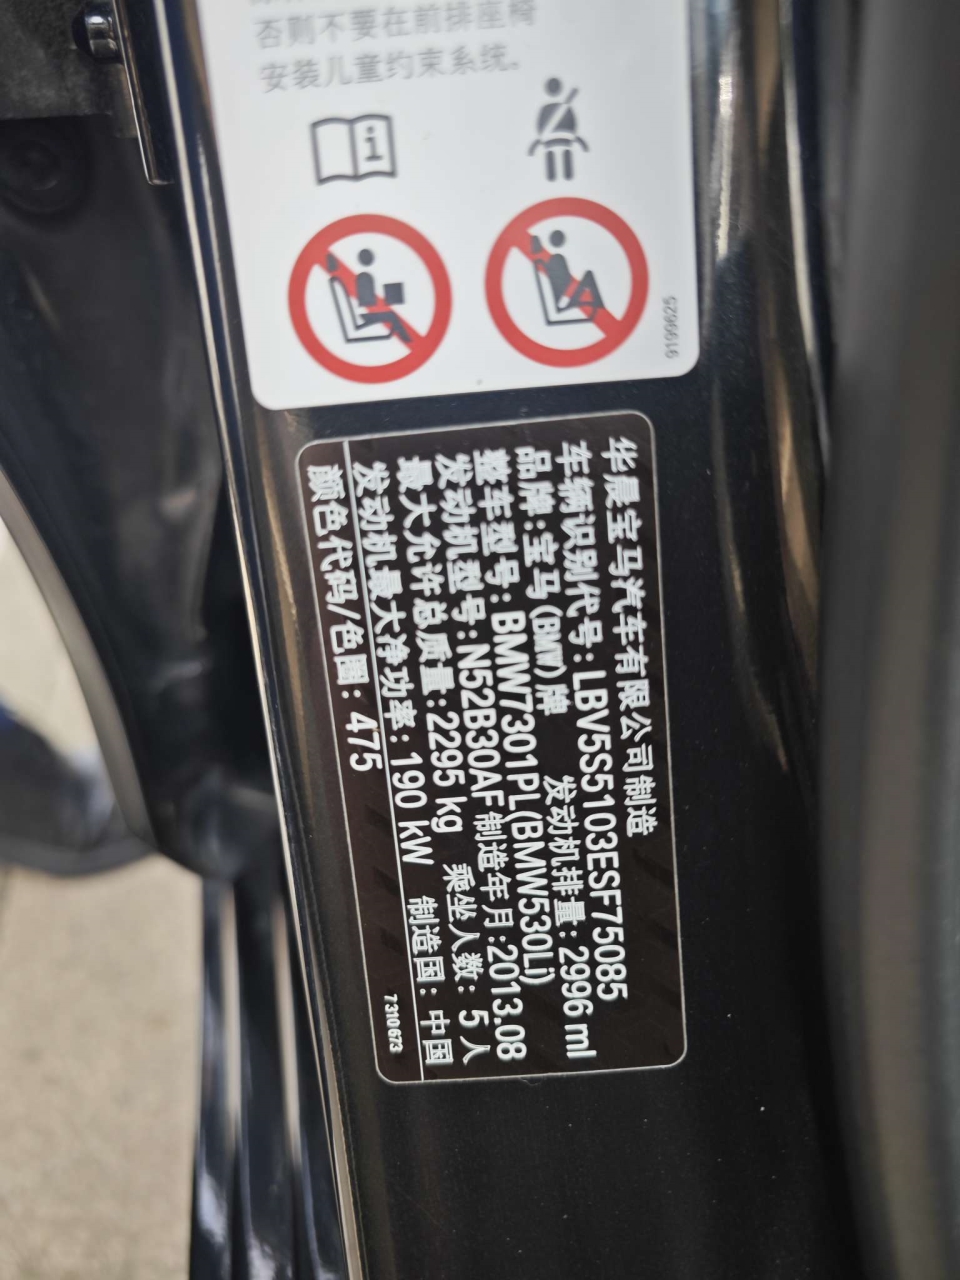 否则不要在前排座椅
安装儿童约束系统。
9199625
华晨宝马汽车有限公司制造
车辆识别代号:LBV5S5103ESF75085
品牌:宝马(BMW)牌 发动机排量:2996 ml
整车型号:BMW7301PL(BMW530Li)
发动机型号:N52B30AF 制造年月:2013.08
最大允许总质量:2295 kg 乘坐人数: 5 人
发动机最大净功率: 190 kW 制造国: 中国
颜色代码/色圈: 475
7310673